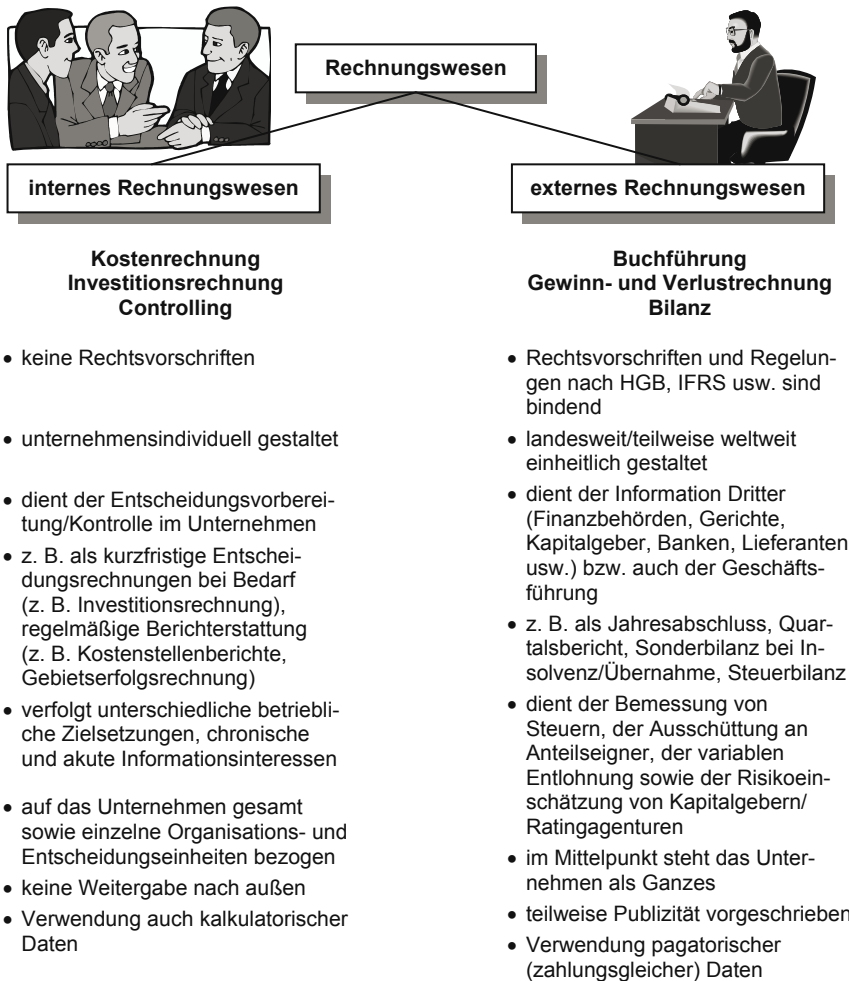 Rechnungswesen
internes Rechnungswesen
Kostenrechnung
Investitionsrechnung
Controlling
• keine Rechtsvorschriften
• unternehmensindividuell gestaltet
• dient der Entscheidungsvorberei-
tung/Kontrolle im Unternehmen
• z. B. als kurzfristige Entschei-
dungsrechnungen bei Bedarf
(z. B. Investitionsrechnung),
regelmäßige Berichterstattung
(z. B. Kostenstellenberichte,
Gebietserfolgsrechnung)
• verfolgt unterschiedliche betriebli-
che Zielsetzungen, chronische
und akute Informationsinteressen
• auf das Unternehmen gesamt
sowie einzelne Organisations- und
Entscheidungseinheiten bezogen
• keine Weitergabe nach außen
• Verwendung auch kalkulatorischer
Daten
externes Rechnungswesen
Buchführung
Gewinn- und Verlustrechnung
Bilanz
• Rechtsvorschriften und Regelun-
gen nach HGB, IFRS usw. sind
bindend
• landesweit/teilweise weltweit
einheitlich gestaltet
• dient der Information Dritter
(Finanzbehörden, Gerichte,
Kapitalgeber, Banken, Lieferanten
usw.) bzw. auch der Geschäfts-
führung
• z. B. als Jahresabschluss, Quar-
talsbericht, Sonderbilanz bei In-
solvenz/Übernahme, Steuerbilanz
• dient der Bemessung von
Steuern, der Ausschüttung an
Anteilseigner, der variablen
Entlohnung sowie der Risikoein-
schätzung von Kapitalgebern/
Ratingagenturen
• im Mittelpunkt steht das Unter-
nehmen als Ganzes
• teilweise Publizität vorgeschrieben
• Verwendung pagatorischer
(zahlungsgleicher) Daten